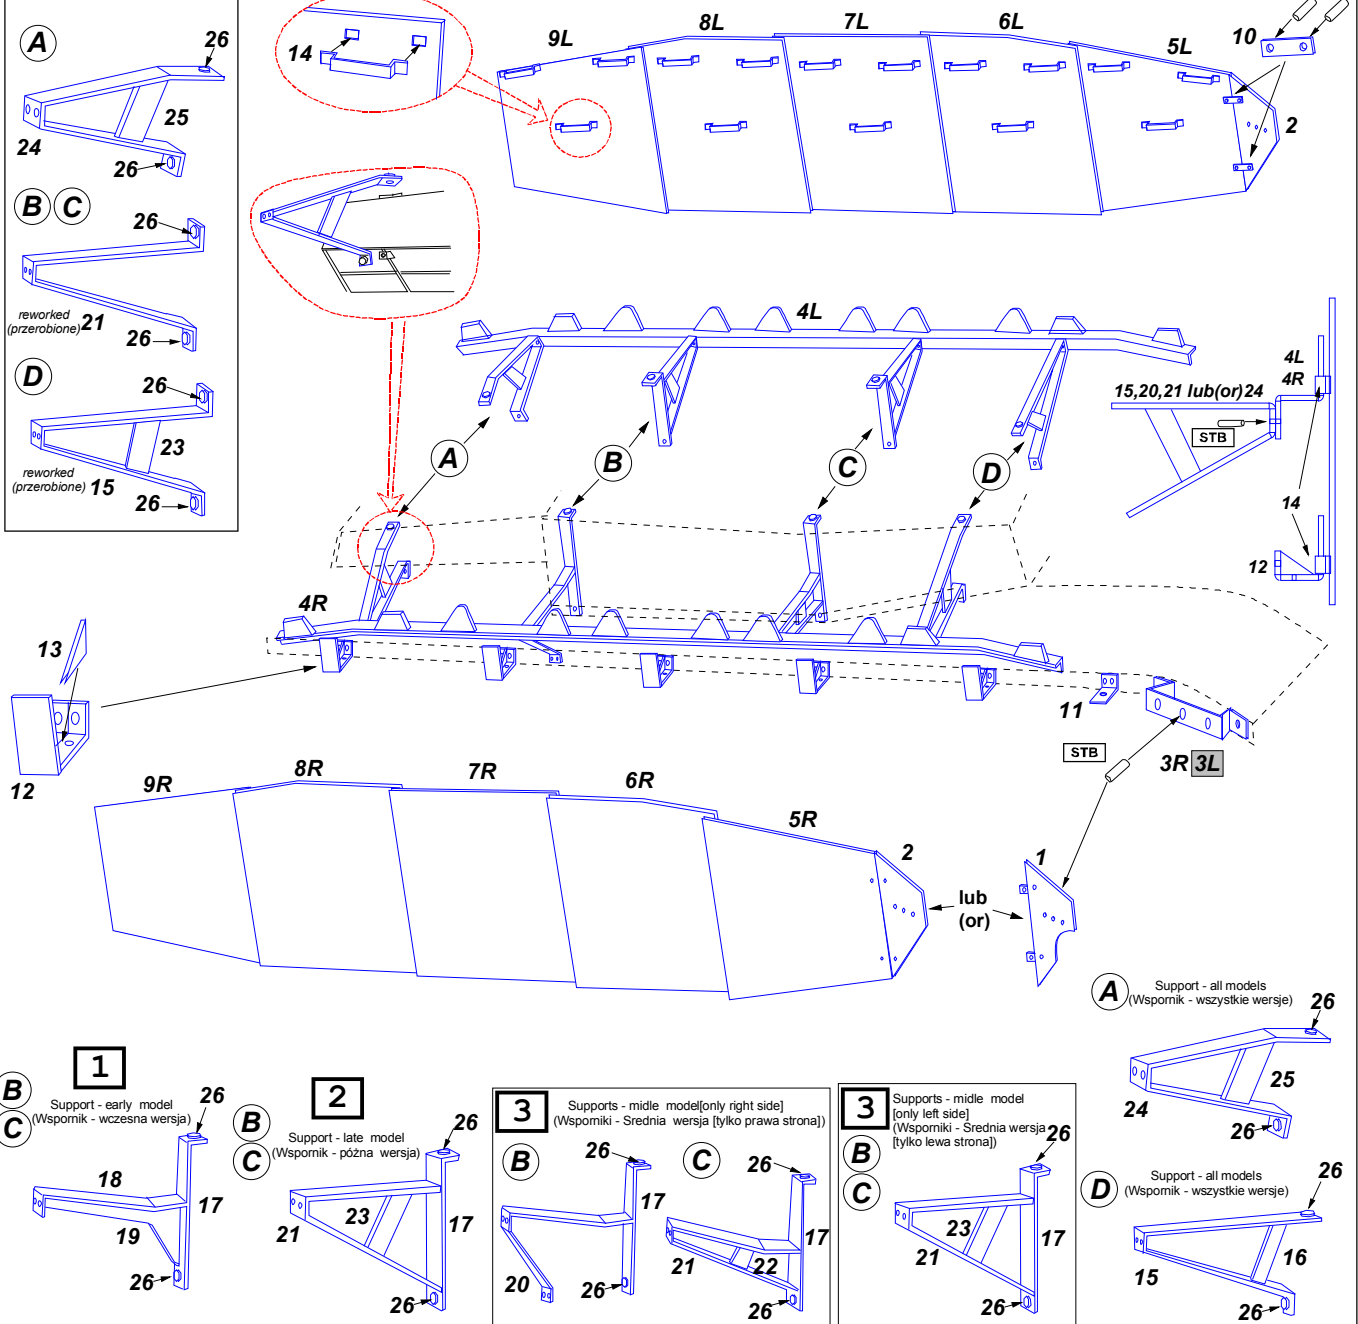 A
26
25
24
26
B C
26
reworked
(przerobione) 21
26
D
26
23
reworked
(przerobione) 15
26
14
9L
8L
7L
6L
5L
10
2
4L
4L
4R
15,20,21 lub(or) 24
STB
14
12
A
B
C
D
4R
13
12
11
STB
3R 3L
9R
8R
7R
6R
5R
2
lub
(or)
1
1
B
C
Support - early model
(Wspornik - wczesna wersja)
26
18
17
19
26
2
B
C
Support - late model
(Wspornik - późna wersja)
26
23
17
21
26
3
Supports - midle model[only right side]
(Wsporniki - Srednia wersja [tylko prawa strona])
B
26
17
20
26
C
26
17
21
22
26
3
Supports - midle model
[only left side]
(Wsporniki - Średnia wersja
[tylko lewa strona])
B
C
26
23
17
21
26
A
Support - all models
(Wspornik - wszystkie wersje)
26
25
24
26
D
Support - all models
(Wspornik - wszystkie wersje)
26
16
15
26